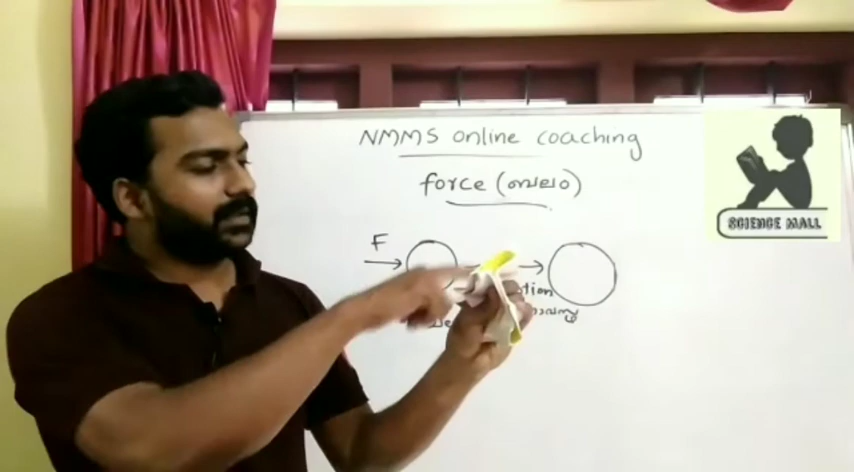 NMMS online coaching
force (ബലം)
F
SCIENCE MALL